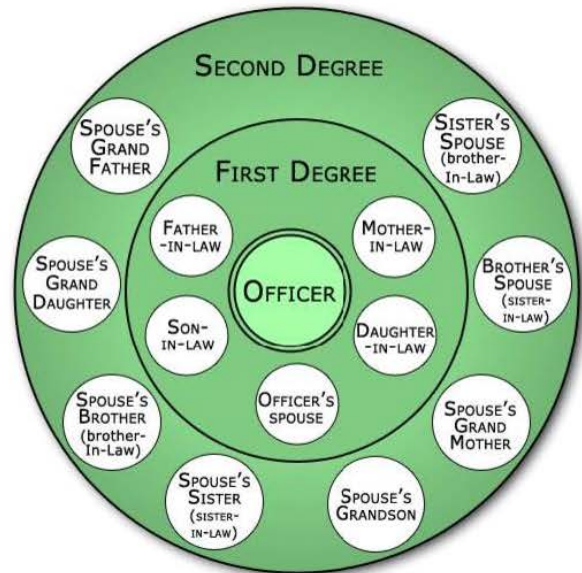 SECOND DEGREE
SPOUSE'S
GRAND
FATHER
SISTER'S
SPOUSE
(brother-
In-Law)
FIRST DEGREE
FATHER
-IN-LAW
MOTHER-
IN-LAW
SPOUSE'S
GRAND
DAUGHTER
OFFICER
BROTHER'S
SPOUSE
(SISTER-
IN-LAW)
SON-
IN-LAW
DAUGHTER
-IN-LAW
OFFICER'S
SPOUSE
SPOUSE'S
BROTHER
(brother-
In-Law)
SPOUSE'S
GRAND
MOTHER
SPOUSE'S
SISTER
(SISTER-
IN-LAW)
SPOUSE'S
GRANDSON